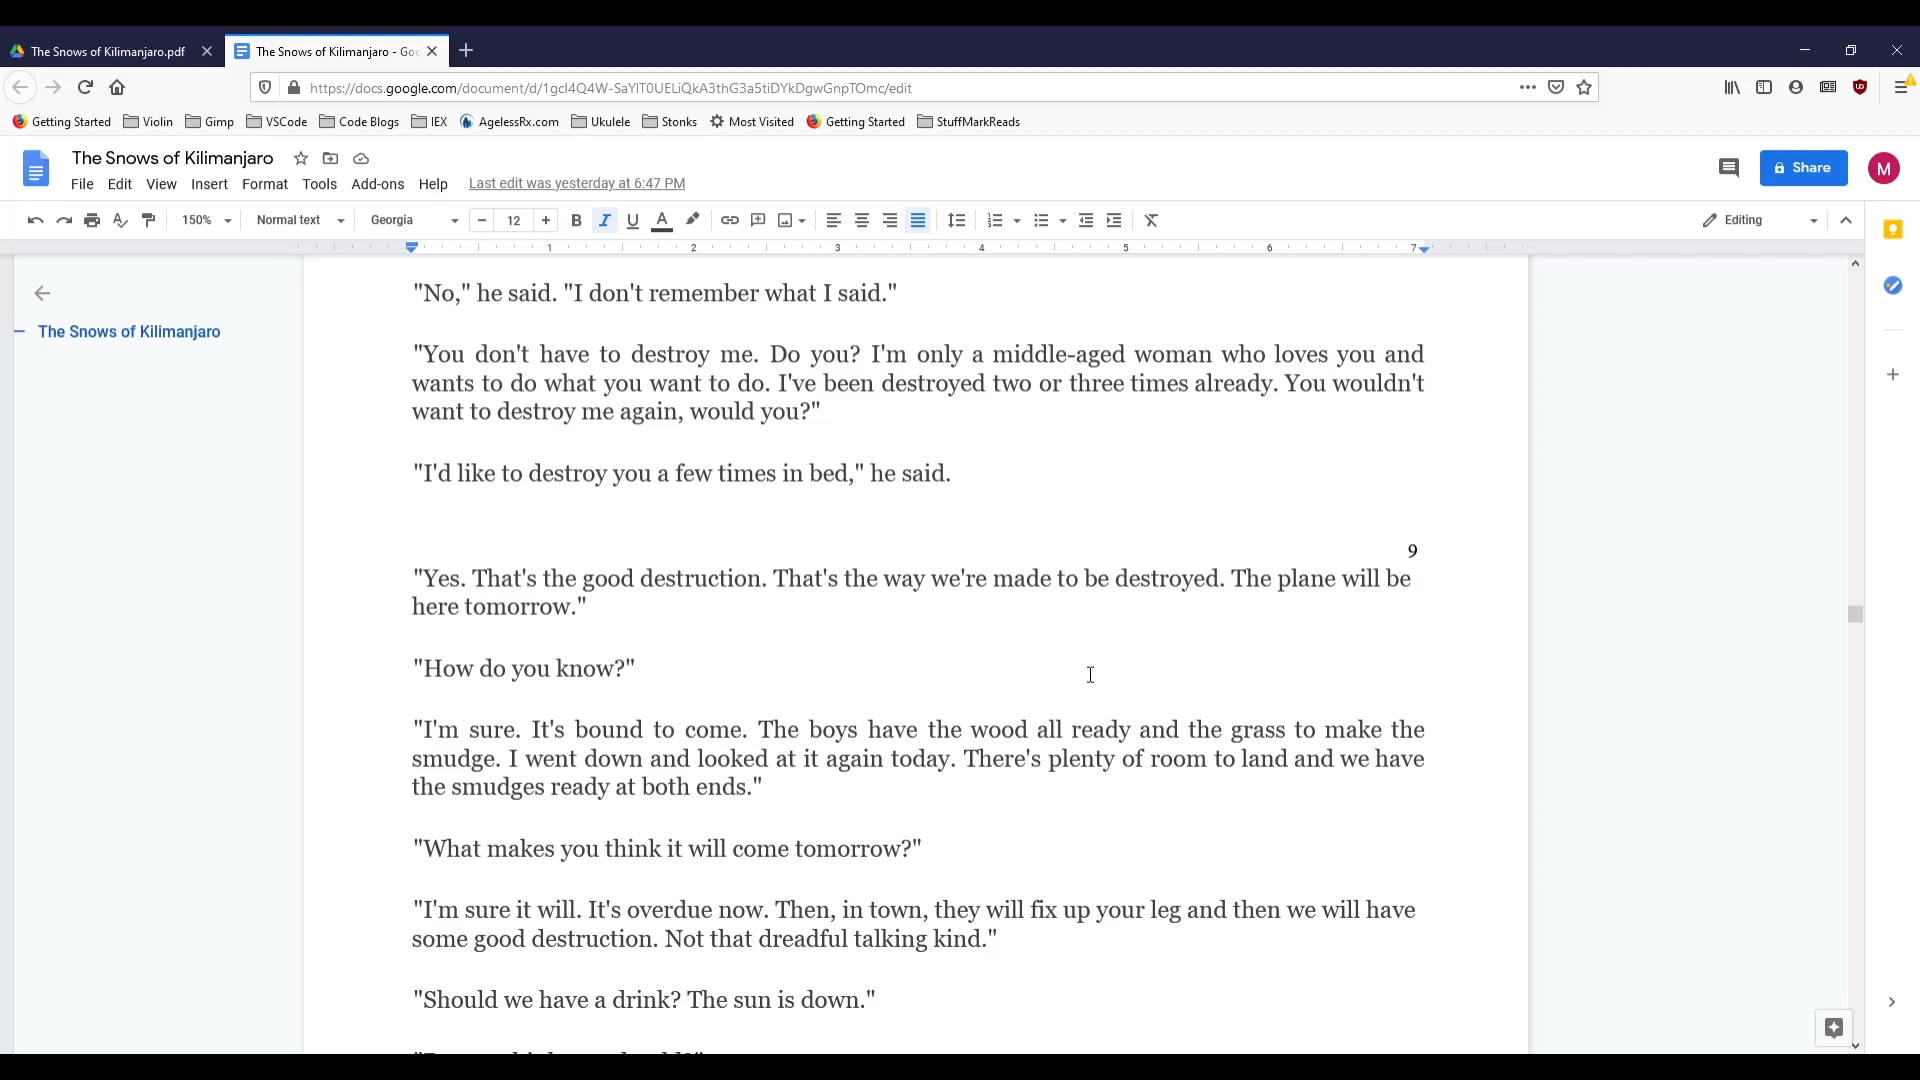 The Snows of Kilimanjaro.pdf
The Snows of Kilimanjaro - Goo
https://docs.google.com/document/d/1gcl4Q4W-SaYlT0UELiQkA3thG3a5tiDYkDgwGnpTOmc/edit
Getting Started Violin Gimp VSCode Code Blogs IEX AgelessRx.com Ukulele Stonks Most Visited Getting Started StuffMarkReads
The Snows of Kilimanjaro
File Edit View Insert Format Tools Add-ons Help Last edit was yesterday at 6:47 PM
Share
M
150% Normal text Georgia 12 B I U A Editing
1 2 3 4 5 6 7
The Snows of Kilimanjaro
"No," he said. "I don't remember what I said."
"You don't have to destroy me. Do you? I'm only a middle-aged woman who loves you and
wants to do what you want to do. I've been destroyed two or three times already. You wouldn't
want to destroy me again, would you?"
"I'd like to destroy you a few times in bed," he said.
9
"Yes. That's the good destruction. That's the way we're made to be destroyed. The plane will be
here tomorrow."
"How do you know?"
"I'm sure. It's bound to come. The boys have the wood all ready and the grass to make the
smudge. I went down and looked at it again today. There's plenty of room to land and we have
the smudges ready at both ends."
"What makes you think it will come tomorrow?"
"I'm sure it will. It's overdue now. Then, in town, they will fix up your leg and then we will have
some good destruction. Not that dreadful talking kind."
"Should we have a drink? The sun is down."